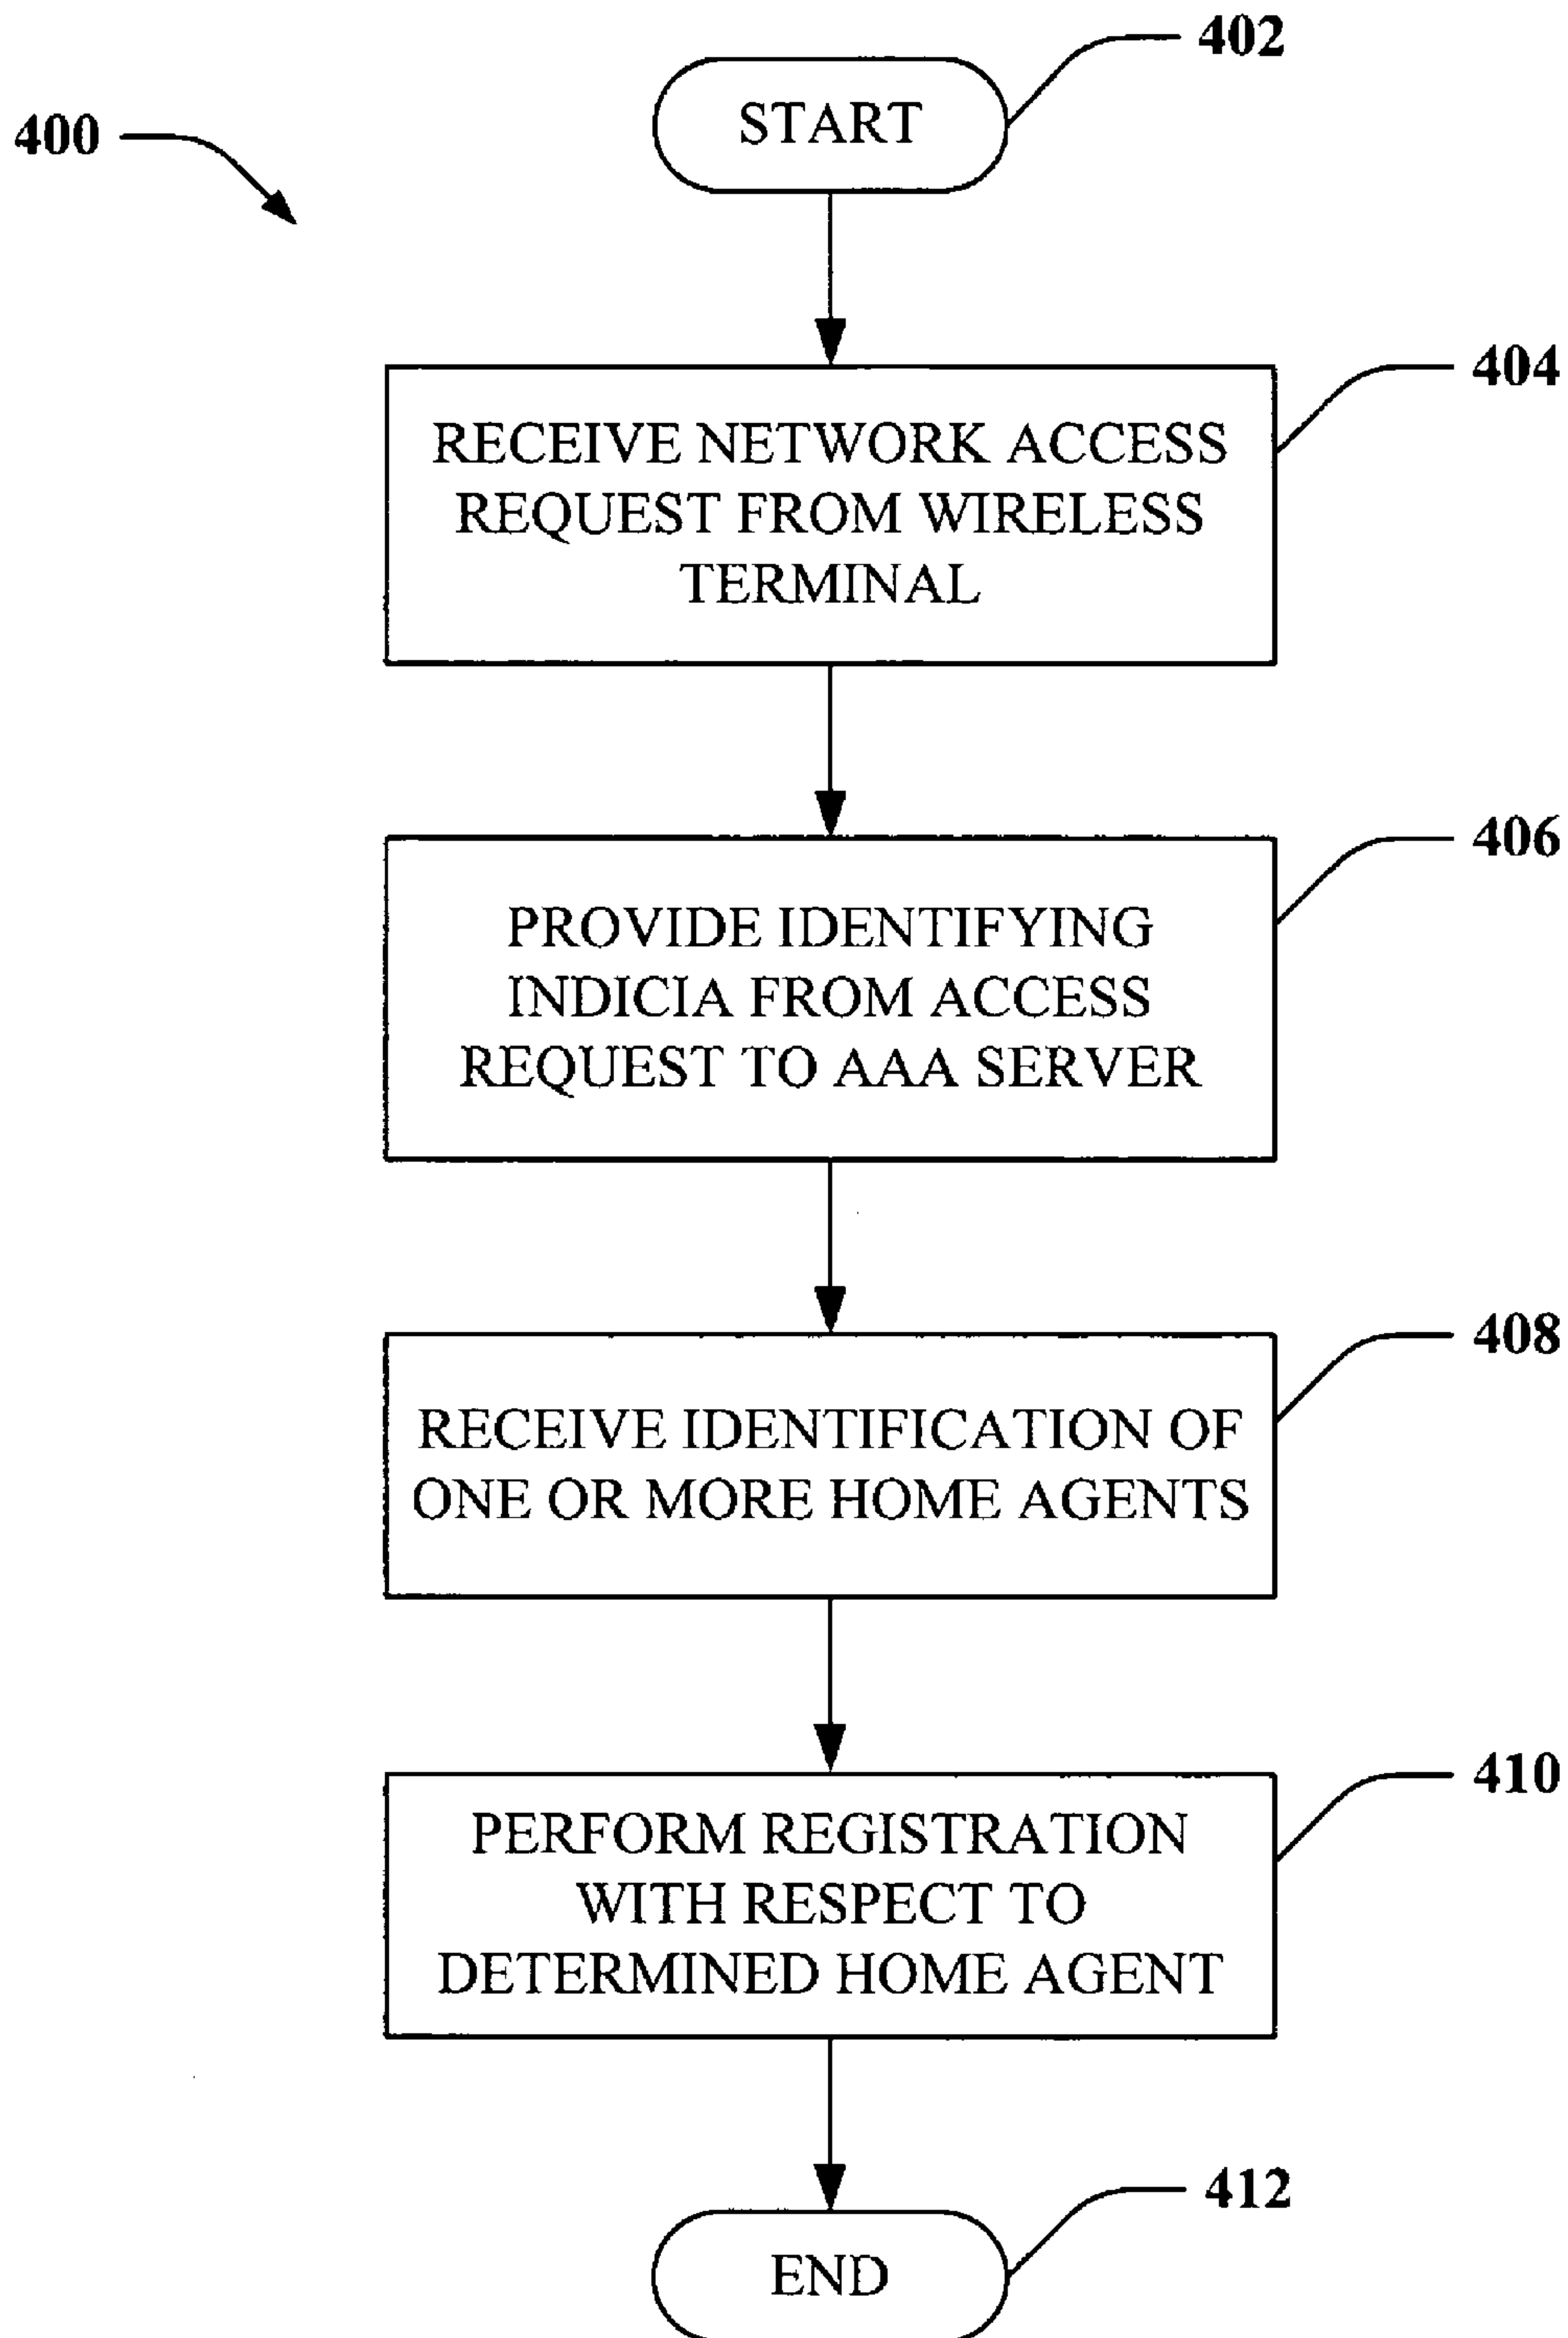 402
START
400
404
RECEIVE NETWORK ACCESS
REQUEST FROM WIRELESS
TERMINAL
406
PROVIDE IDENTIFYING
INDICIA FROM ACCESS
REQUEST TO AAA SERVER
408
RECEIVE IDENTIFICATION OF
ONE OR MORE HOME AGENTS
410
PERFORM REGISTRATION
WITH RESPECT TO
DETERMINED HOME AGENT
412
END